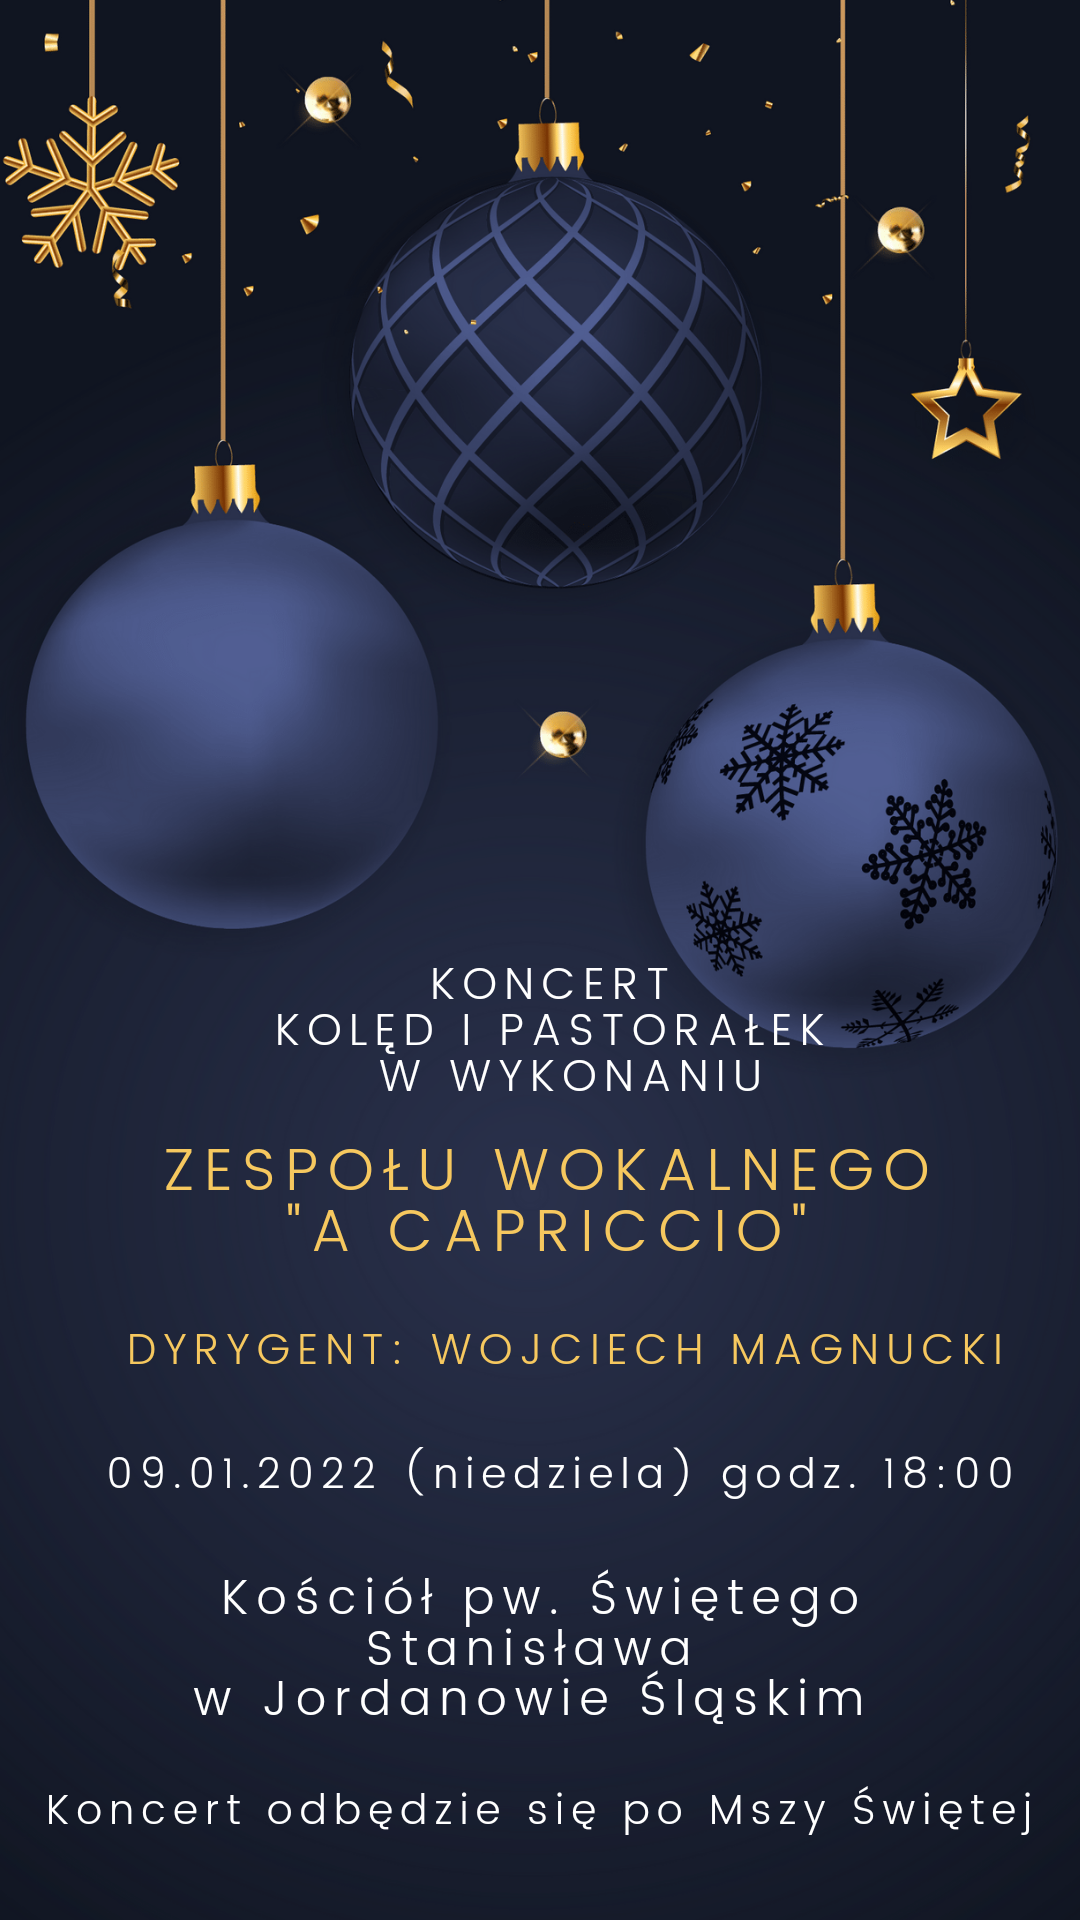 KONCERT
KOLĘD I PASTORAŁEK
W WYKONANIU
ZESPOŁU WOKALNEGO
"A CAPRICCIO"
DYRYGENT: WOJCIECH MAGNUCKI
09.01.2022 (niedziela) godz. 18:00
Kościół pw. Świętego
Stanisława
w Jordanowie Śląskim
Koncert odbędzie się po Mszy Świętej